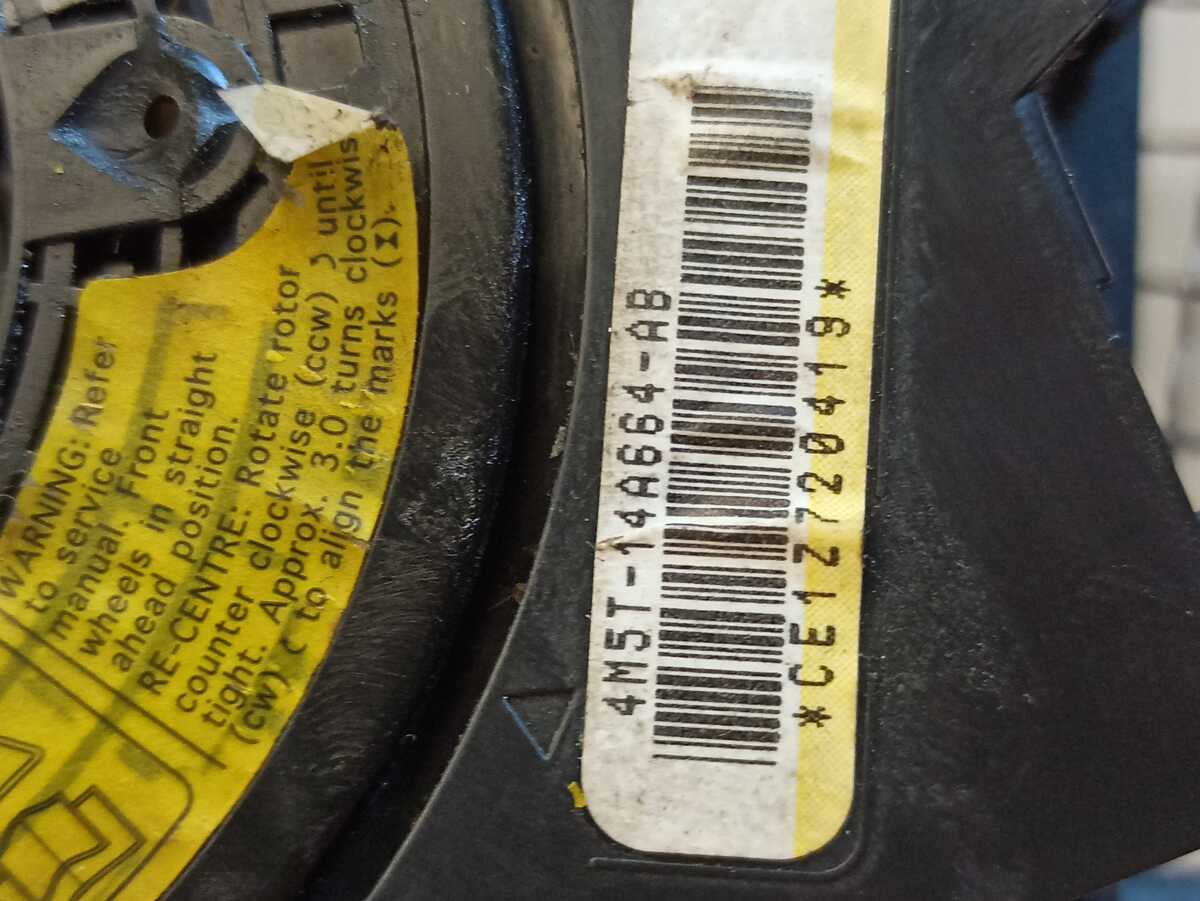 WARNING: Refer
to service
manual. Front
wheels in straight
ahead position.
RE-CENTRE: Rotate rotor
counter clockwise (ccw) until
tight. Approx. 3.0 turns clockwis
(cw) to align the marks (I).
4M5T-14A664-AB
*CE1Z7204419*